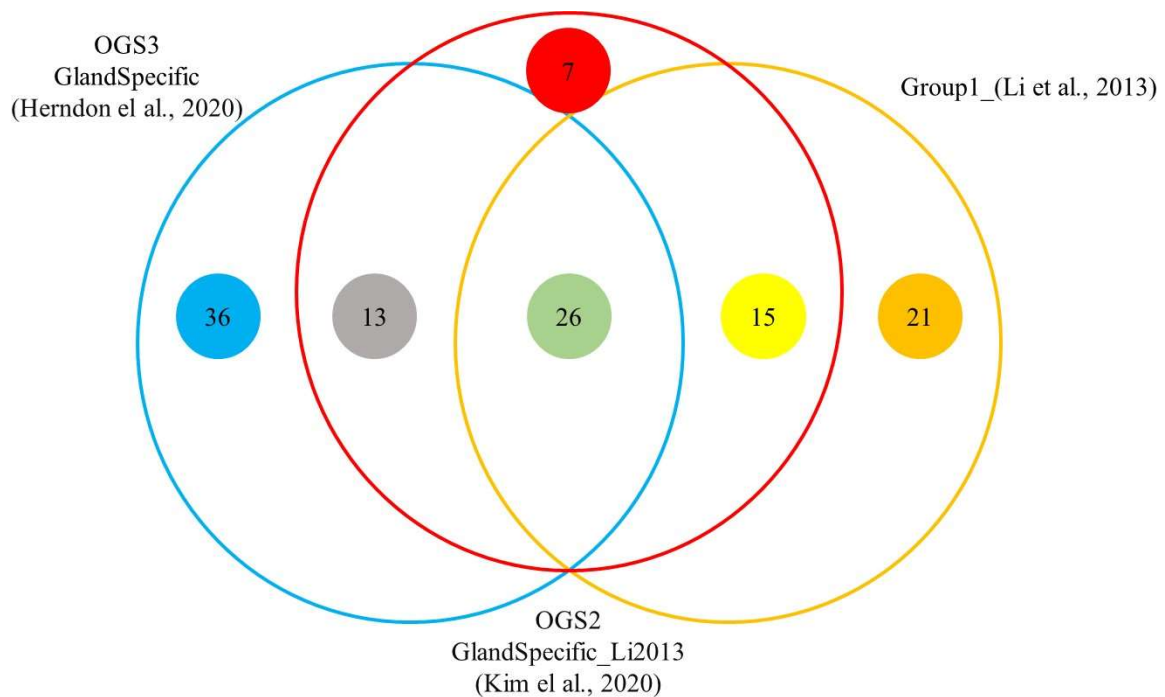 OGS3
GlandSpecific
(Herndon el al., 2020)
7
Group1_(Li et al., 2013)
36
13
26
15
21
OGS2
GlandSpecific_Li2013
(Kim el al., 2020)